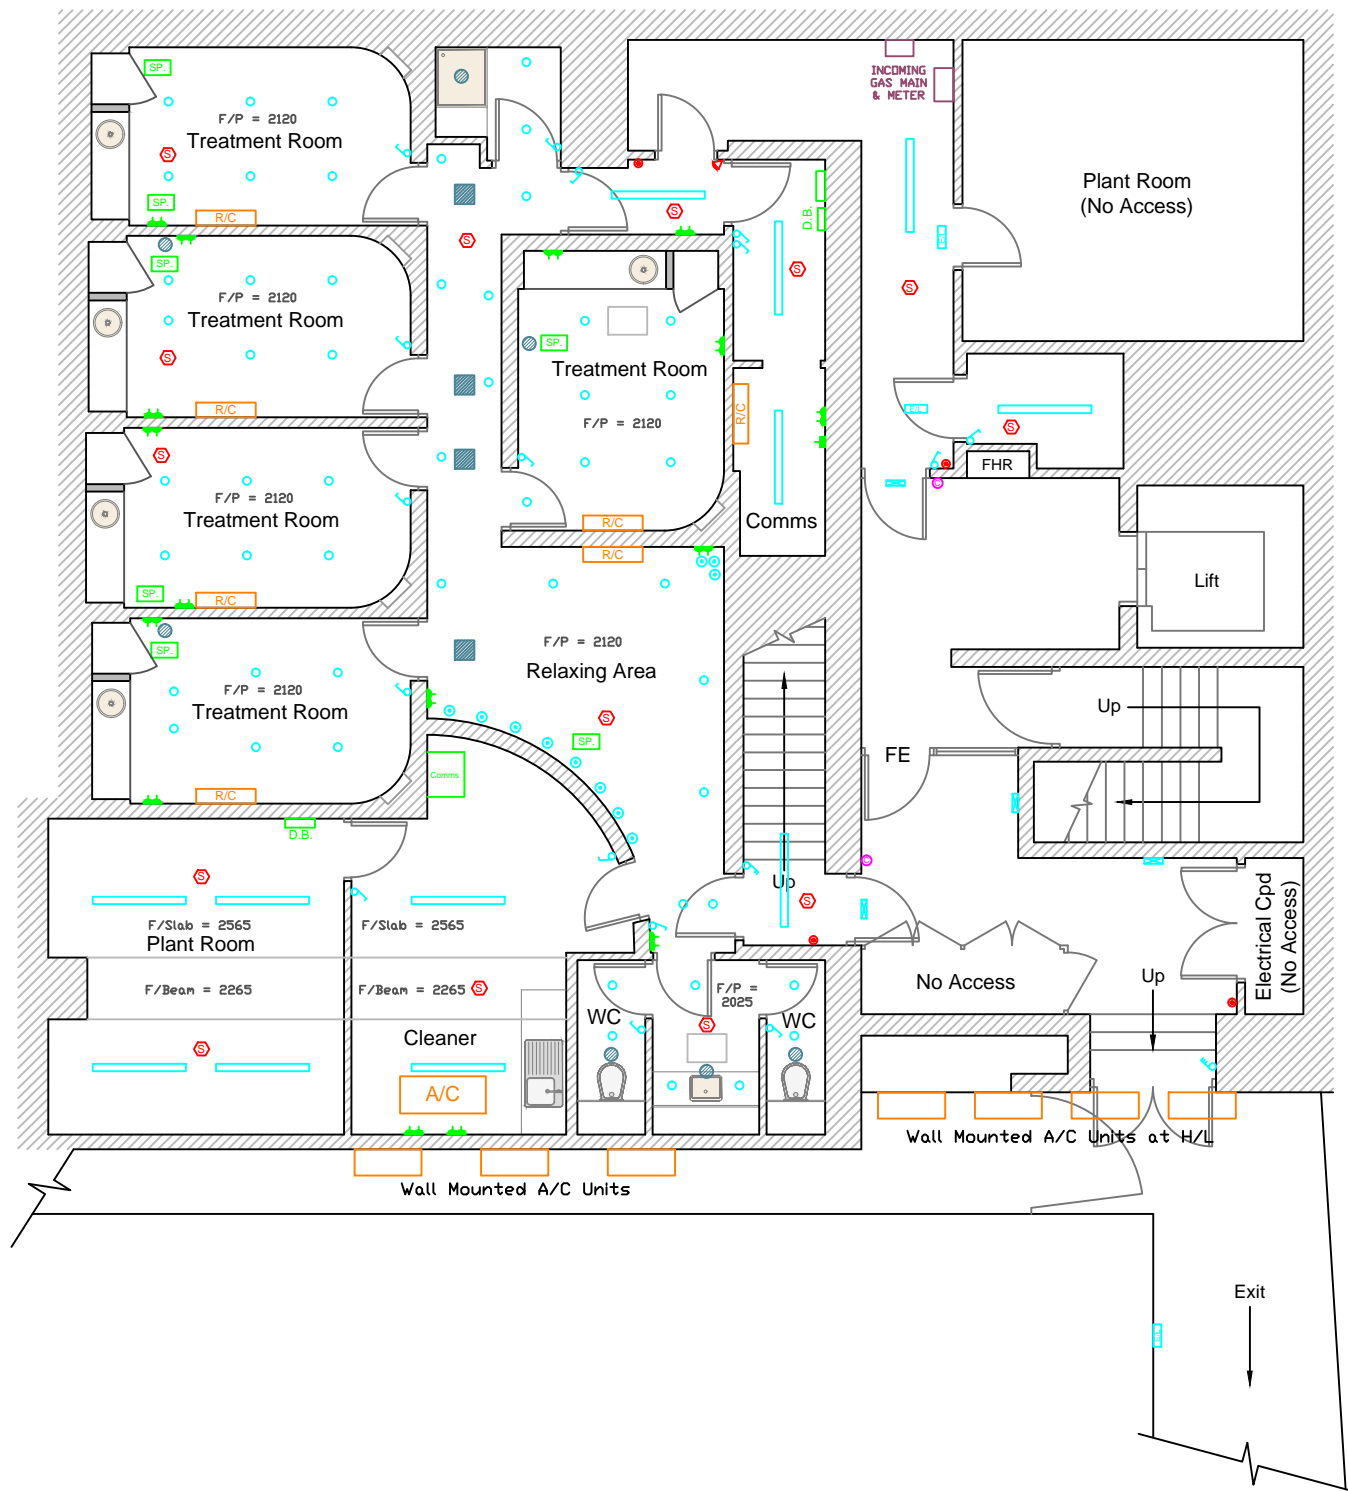 SP.
INCOMING
GAS MAIN
& METER
F/P = 2120
Treatment Room
S
SP.
R/C
Plant Room
(No Access)
S
D.B.
S
S
SP.
F/P = 2120
Treatment Room
S
R/C
S
S
SP.
Treatment Room
F/P = 2120
R/C
R/C
R/C
Comms
S
FHR
C
S
F/P = 2120
Treatment Room
SP.
R/C
Lift
SP.
F/P = 2120
Treatment Room
R/C
F/P = 2120
Relaxing Area
S
SP.
Comms
Up
FE
D.B.
C
Up
S
S
F/Slab = 2565
Plant Room
F/Beam = 2265
S
F/Slab = 2565
F/Beam = 2265
S
Cleaner
A/C
WC
F/P =
2025
S
WC
No Access
Up
Electrical Cpd
(No Access)
Wall Mounted A/C Units at H/L
Wall Mounted A/C Units
Exit